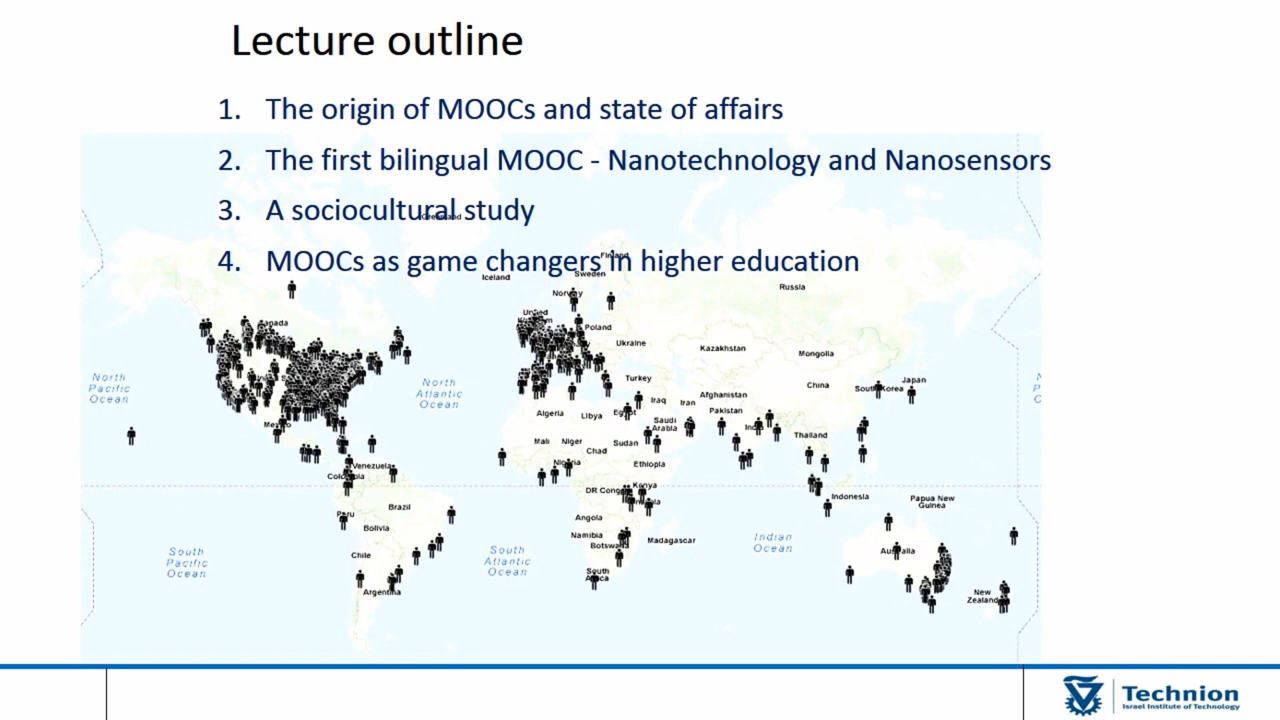 Lecture outline
1. The origin of MOOCs and state of affairs
2. The first bilingual MOOC - Nanotechnology and Nanosensors
3. A sociocultural study
4. MOOCs as game changers in higher education
Finland
Iceland
Sweden
Russia
Norway
United
Poland
Ukraine
Kazakhstan
Mongolia
North
Pacific
Ocean
North
Atlantic
Ocean
Turkey
China
South Korea
Japan
Iraq
Iran
Afghanistan
Pakistan
Algeria
Libya
Egypt
Saudi
Arabia
Mexico
Mali
Niger
Chad
Sudan
Thailand
Nigeria
Ethiopia
Venezuela
Colombia
DR Congo
Kenya
Indonesia
Papua New
Guinea
Brazil
Peru
Bolivia
Angola
Namibia
Botswana
Madagascar
Indian
Ocean
South
Pacific
Ocean
South
Atlantic
Ocean
Chile
Argentina
South
Africa
Australia
New
Zealand
Technion
Israel Institute of Technology